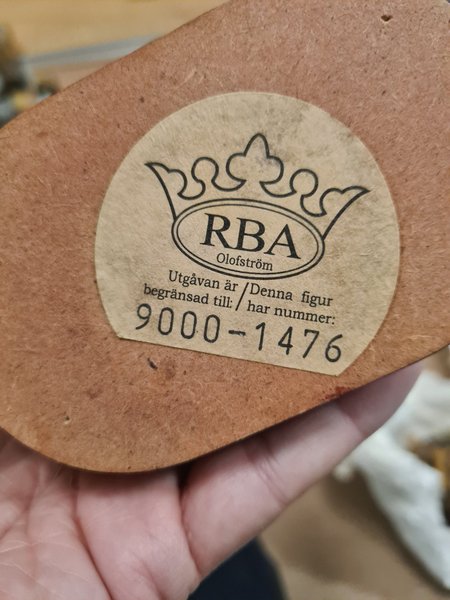 RBA
Olofström
Utgåvan är / Denna figur
begränsad till: / har nummer:
9000-1476